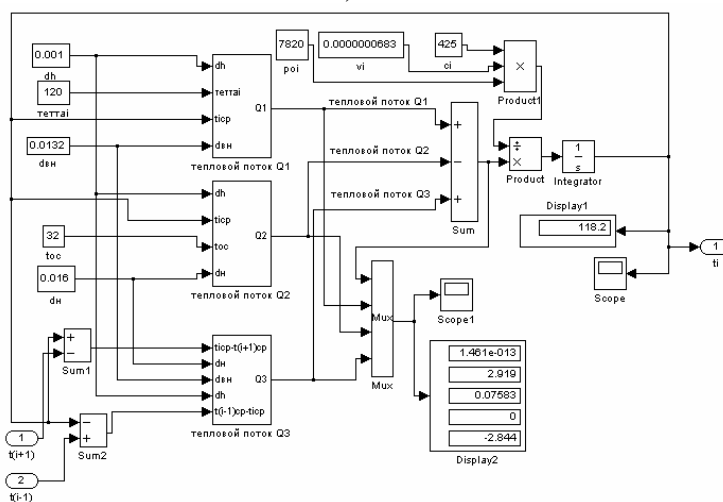 0.001
dh
120
теттаi
0.0132
dвн
32
toc
0.016
dн
dh
теттаi
tiср
dвн
Q1
тепловой поток Q1
dh
tiср
toc
dн
Q2
тепловой поток Q2
tiср-t(i+1)ср
dн
dвн
dh
t(i-1)ср-tiср
Q3
тепловой поток Q3
+
−
Sum1
−
+
Sum2
1
t(i+1)
2
t(i-1)
7820
poi
0.0000000683
vi
425
ci
×
Product1
тепловой поток Q1
тепловой поток Q2
тепловой поток Q3
+
−
+
Sum
÷
×
Product
1
s
Integrator
Display1
118.2
Scope
1
ti
Mux
Mux
Scope1
1.461e-013
2.919
0.07583
0
-2.844
Display2